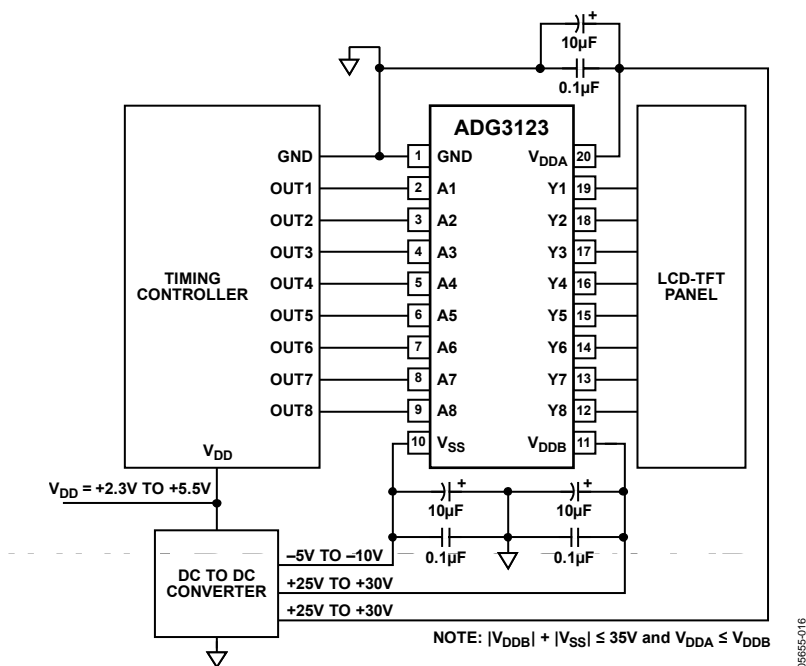 10µF
+
0.1µF
ADG3123
GND 1 GND VDDA 20
OUT1 2 A1 Y1 19
OUT2 3 A2 Y2 18
OUT3 4 A3 Y3 17
OUT4 5 A4 Y4 16
OUT5 6 A5 Y5 15
OUT6 7 A6 Y6 14
OUT7 8 A7 Y7 13
OUT8 9 A8 Y8 12
10 VSS VDDB 11
TIMING
CONTROLLER
LCD-TFT
PANEL
VDD
VDD = +2.3V TO +5.5V
+ +
10µF 10µF
0.1µF 0.1µF
DC TO DC
CONVERTER
–5V TO –10V
+25V TO +30V
+25V TO +30V
NOTE: |VDDB| + |VSS| ≤ 35V and VDDA ≤ VDDB
05655-016